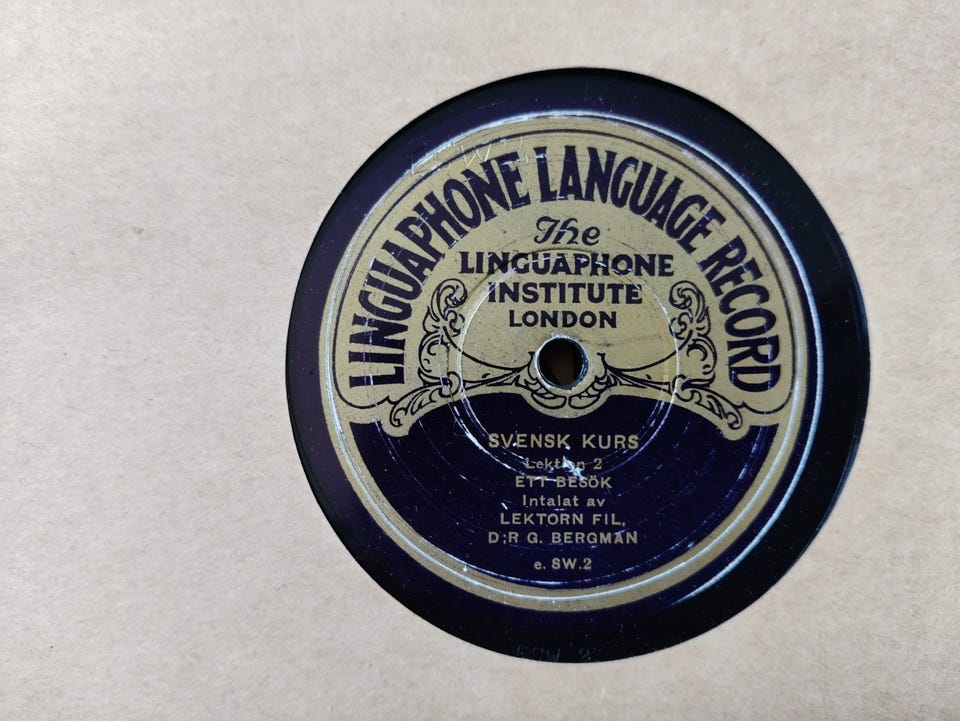 LINGUAPHONE LANGUAGE RECORD
The
LINGUAPHONE
INSTITUTE
LONDON
SVENSK KURS
Lektion 2
ETT BESÖK
Intalat av
LEKTORN FIL.
D:R G. BERGMAN
e. SW.2